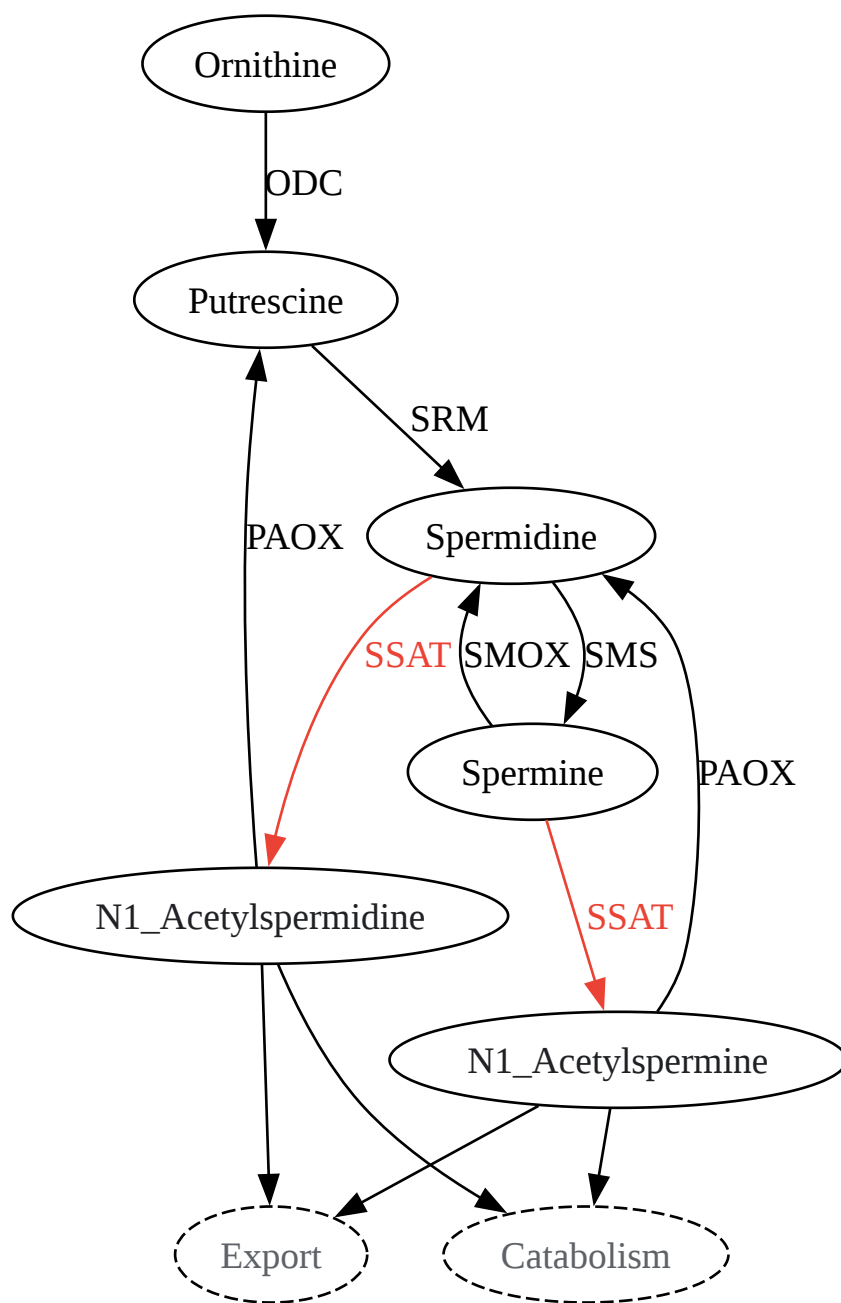 Ornithine
ODC
Putrescine
SRM
PAOX
Spermidine
SSAT
SMOX
SMS
Spermine
PAOX
N1_Acetylspermidine
SSAT
N1_Acetylspermine
Export
Catabolism